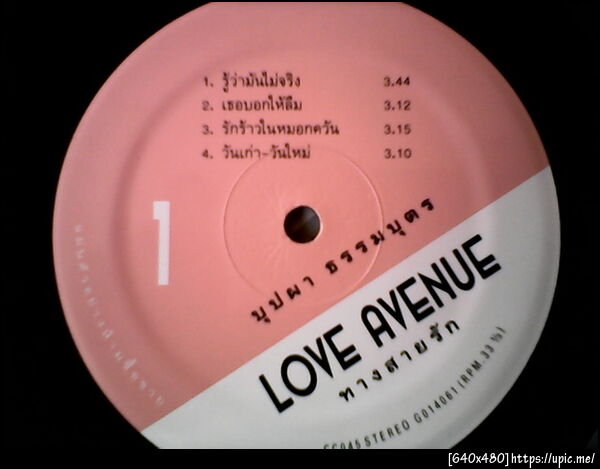 1. รู้ว่ามันไม่จริง 3.44
2. เธอบอกให้ลืม 3.12
3. รักร้าวในหมอกควัน 3.15
4. วันเก่า-วันใหม่ 3.10
1
บุปผา ธรรมบุตร
LOVE AVENUE
ทางสายรัก
045 STEREO G014061 (RPM-33 ⅓)
[640x480]https://upic.me/